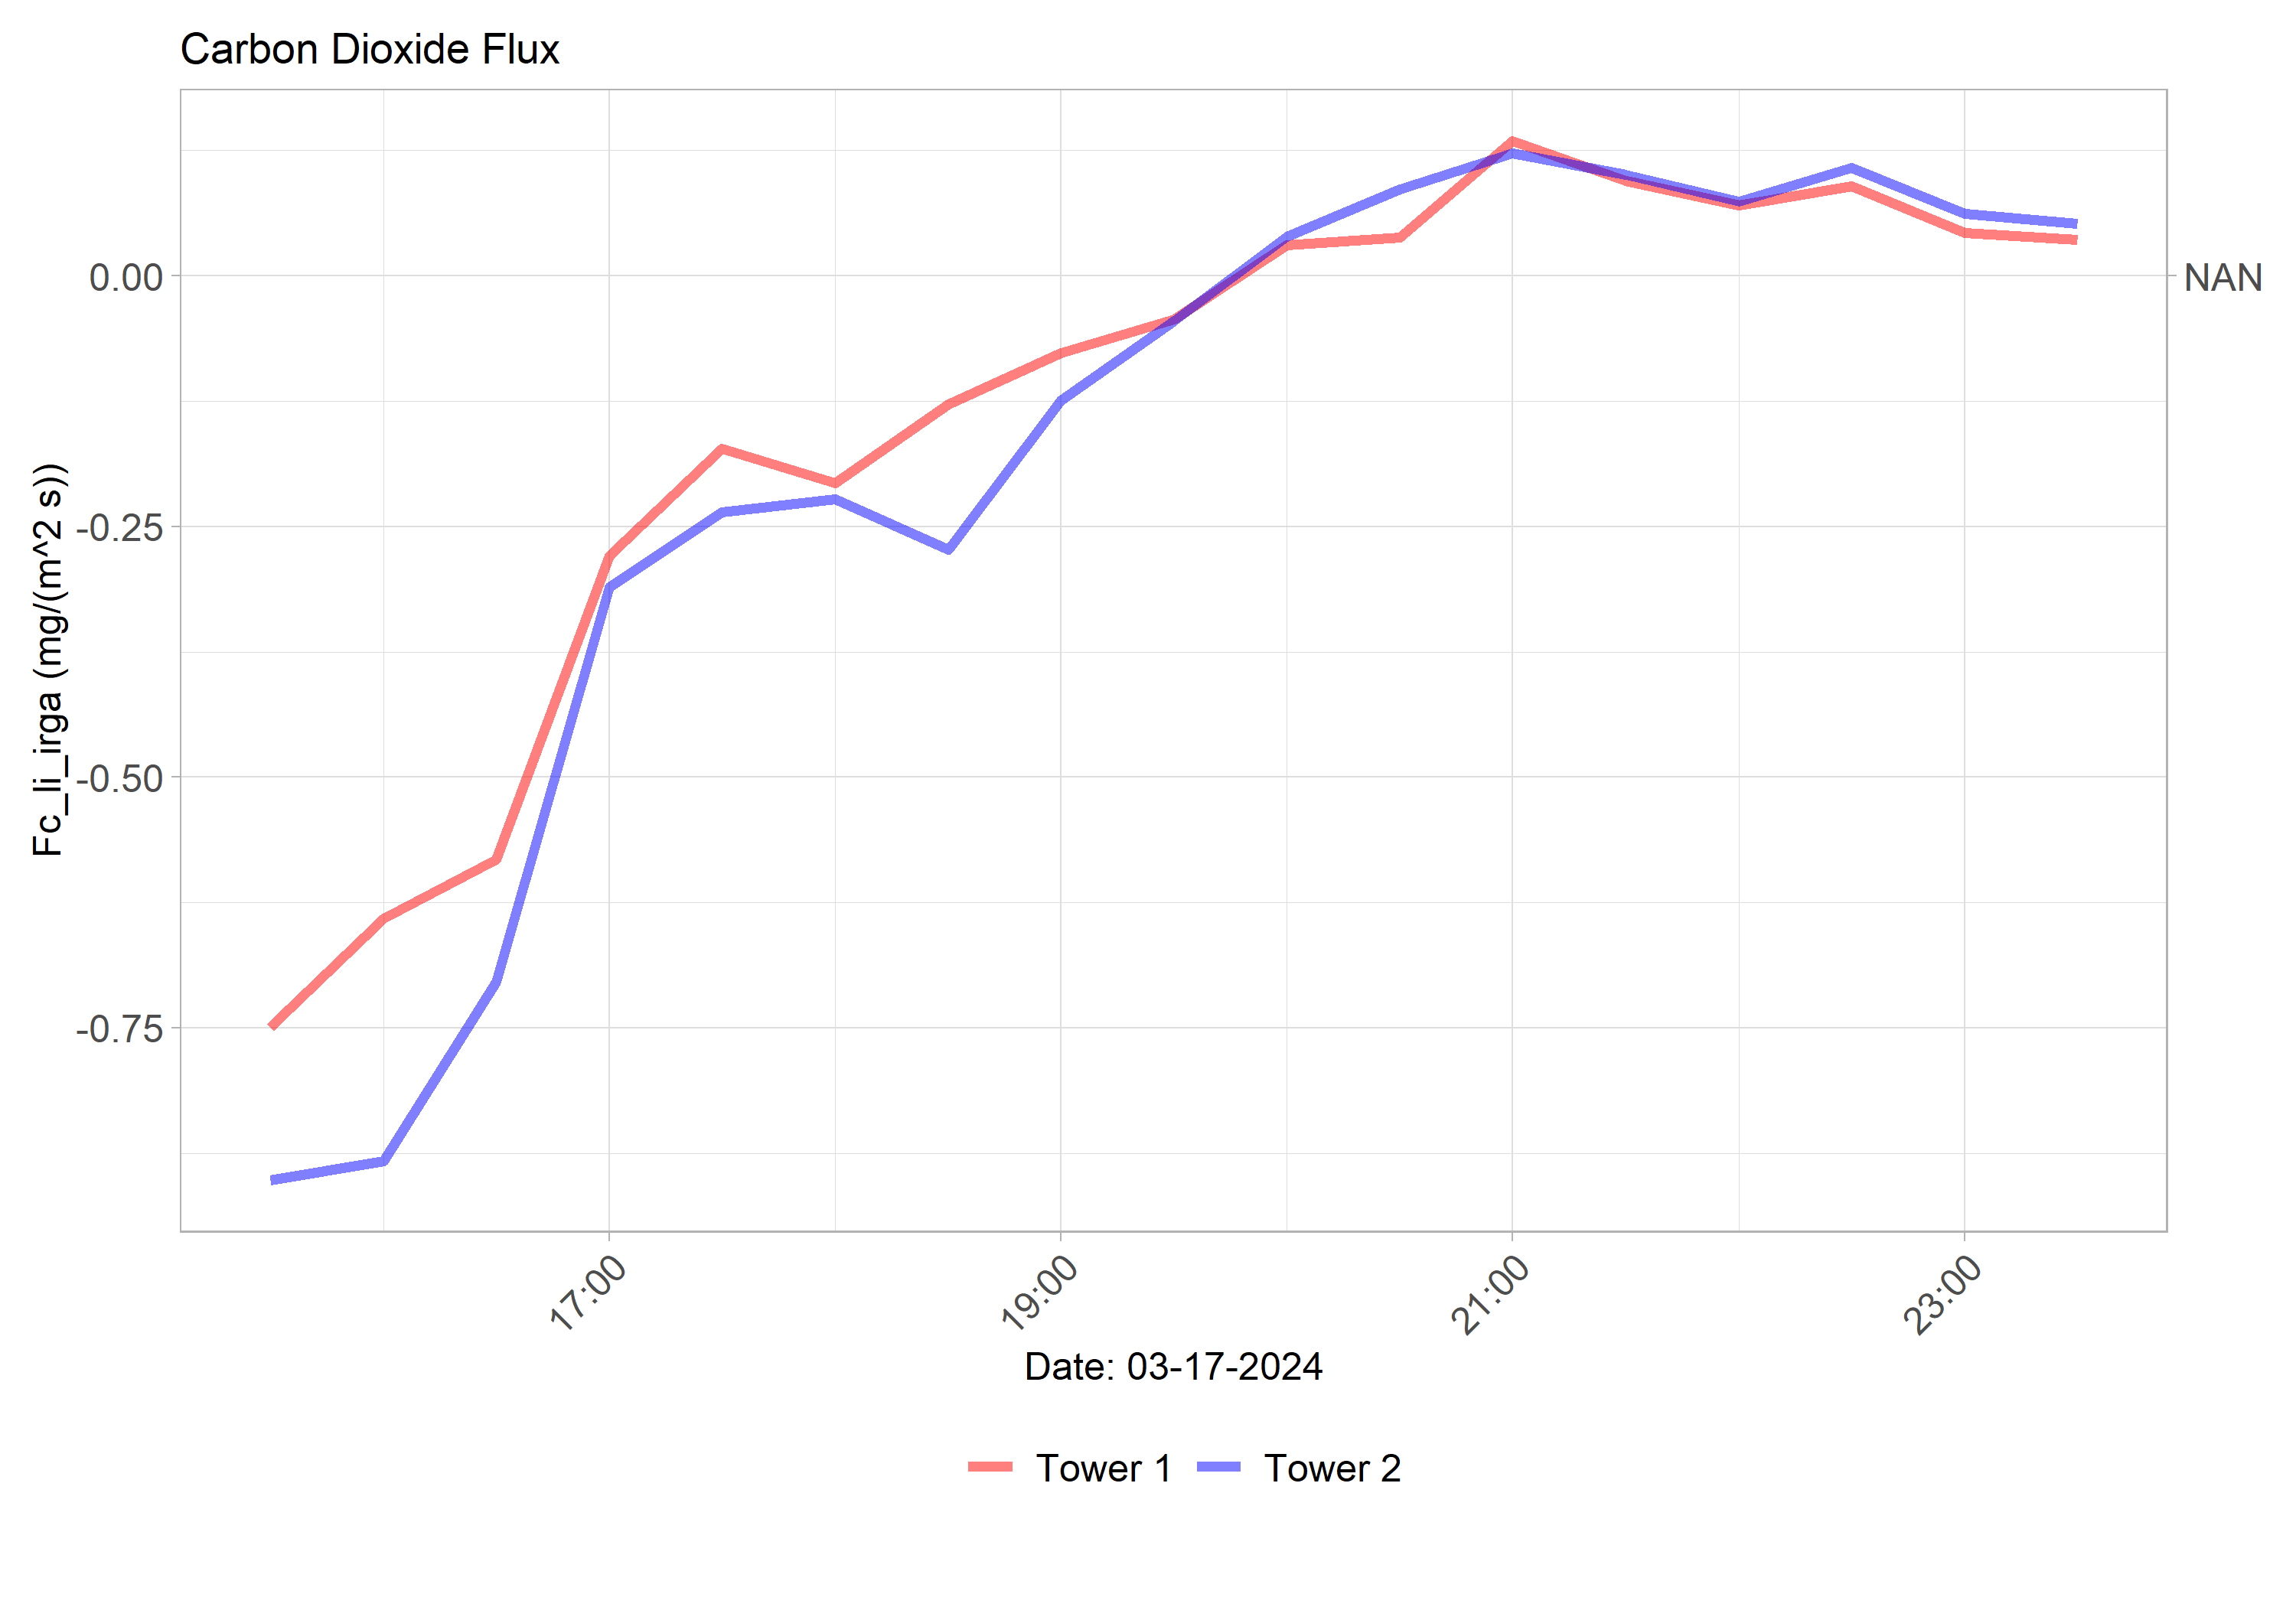 Carbon Dioxide Flux
Fc_li_irga (mg/(m^2 s))
0.00
-0.25
-0.50
-0.75
NAN
17:00
19:00
21:00
23:00
Date: 03-17-2024
Tower 1
Tower 2